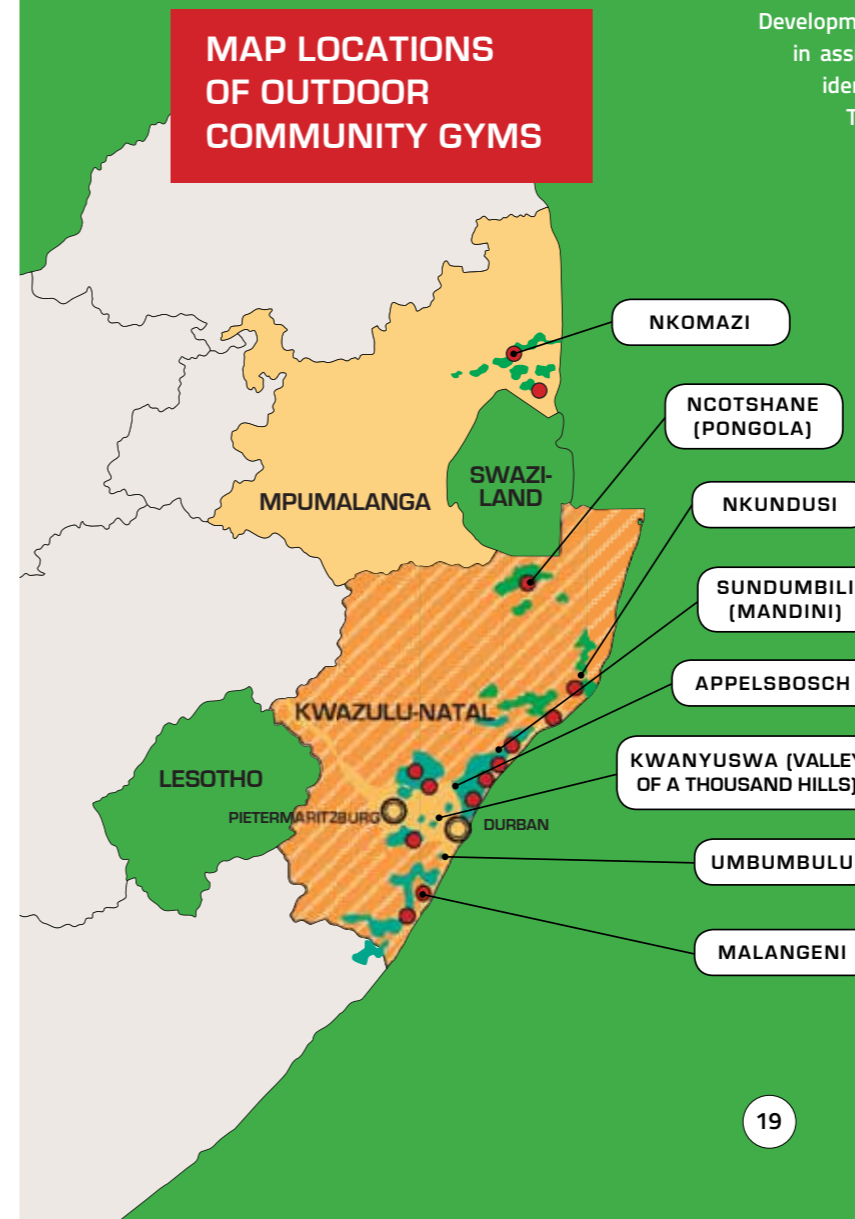 MAP LOCATIONS
OF OUTDOOR
COMMUNITY GYMS
in
NKOMAZI
NCOTSHANE
(PONGOLA)
SWAZI-
LAND
MPUMALANGA
NKUNDUSI
SUNDUMBILI
(MANDINI)
APPELSBOSCH
KWAZULU-NATAL
KWANYUSWA (VALLEY
OF A THOUSAND HILLS)
LESOTHO
PIETERMARITZBURG
DURBAN
UMBUMBULU
MALANGENI
19